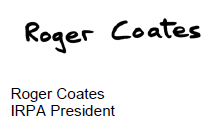 Roger Coates
Roger Coates
IRPA President